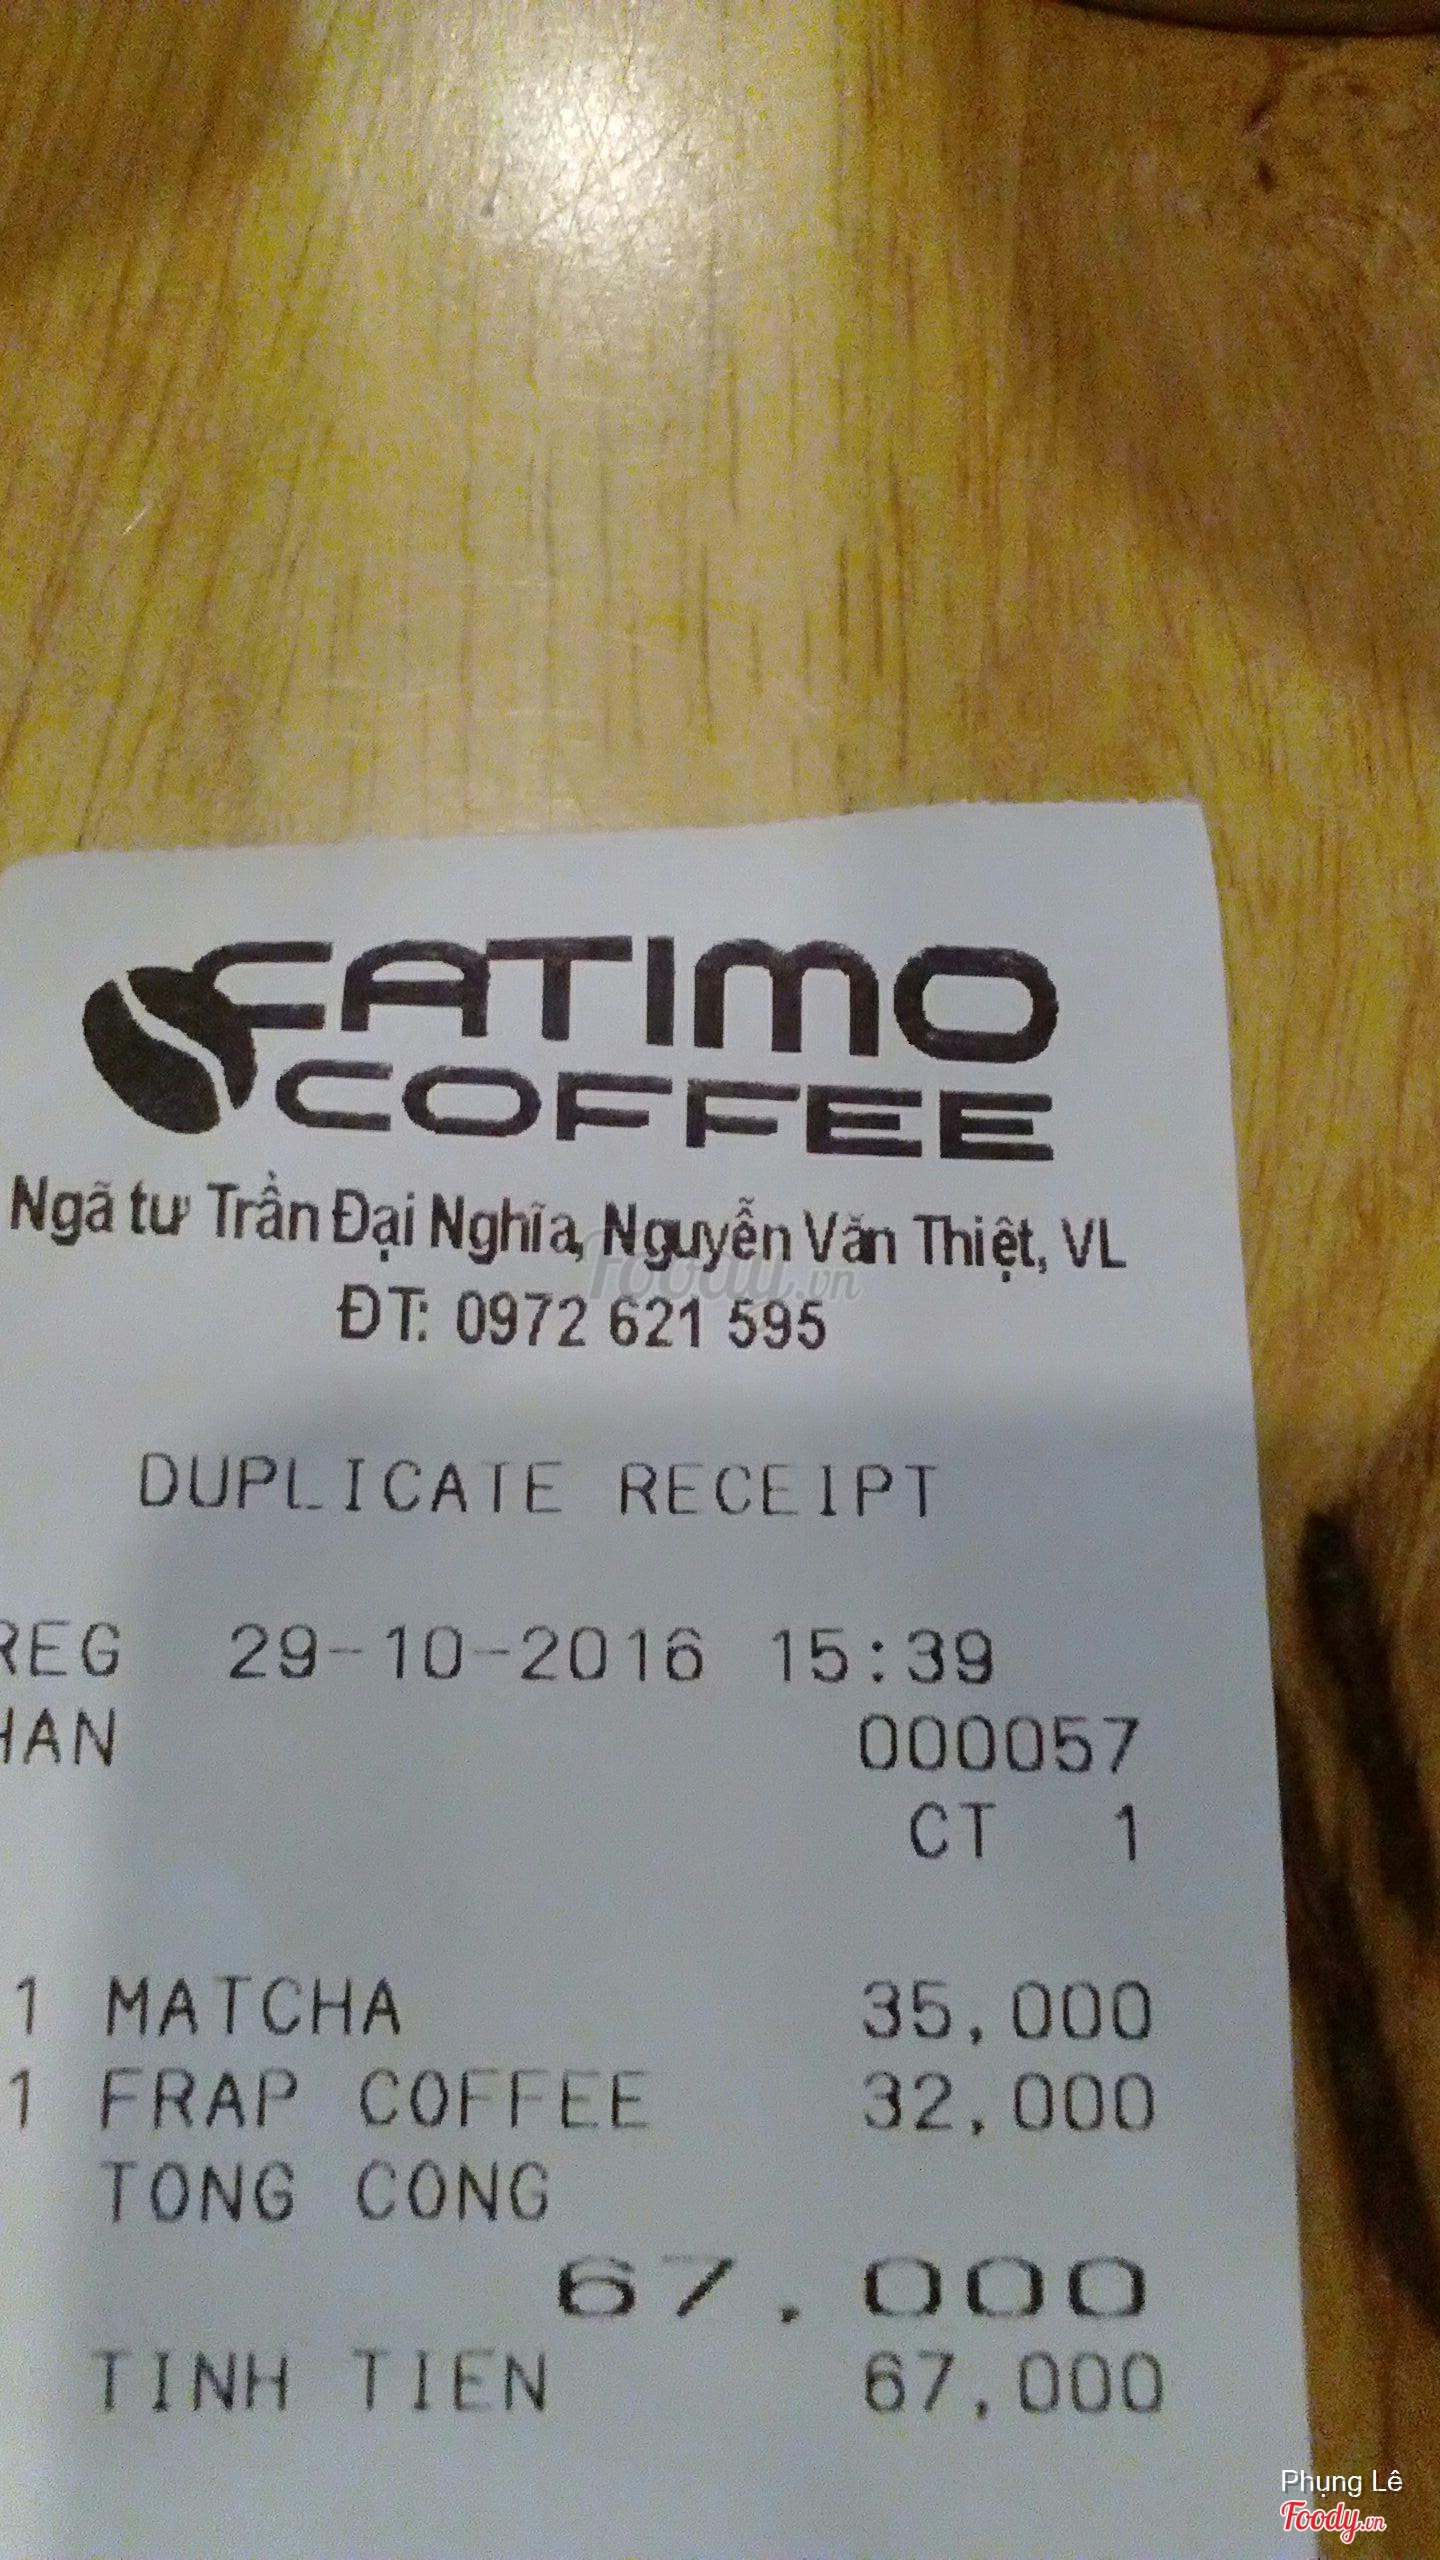 CATIMO
COFFEE
Ngã tư Trần Đại Nghĩa, Nguyễn Văn Thiệt, VL
ĐT: 0972 621 595
Foody.vn
DUPLICATE RECEIPT
REG 29-10-2016 15:39
HAN 000057
CT 1
1 MATCHA 35,000
1 FRAP COFFEE 32,000
TONG CONG
67.000
TINH TIEN 67,000
Phụng Lê
Foody.vn